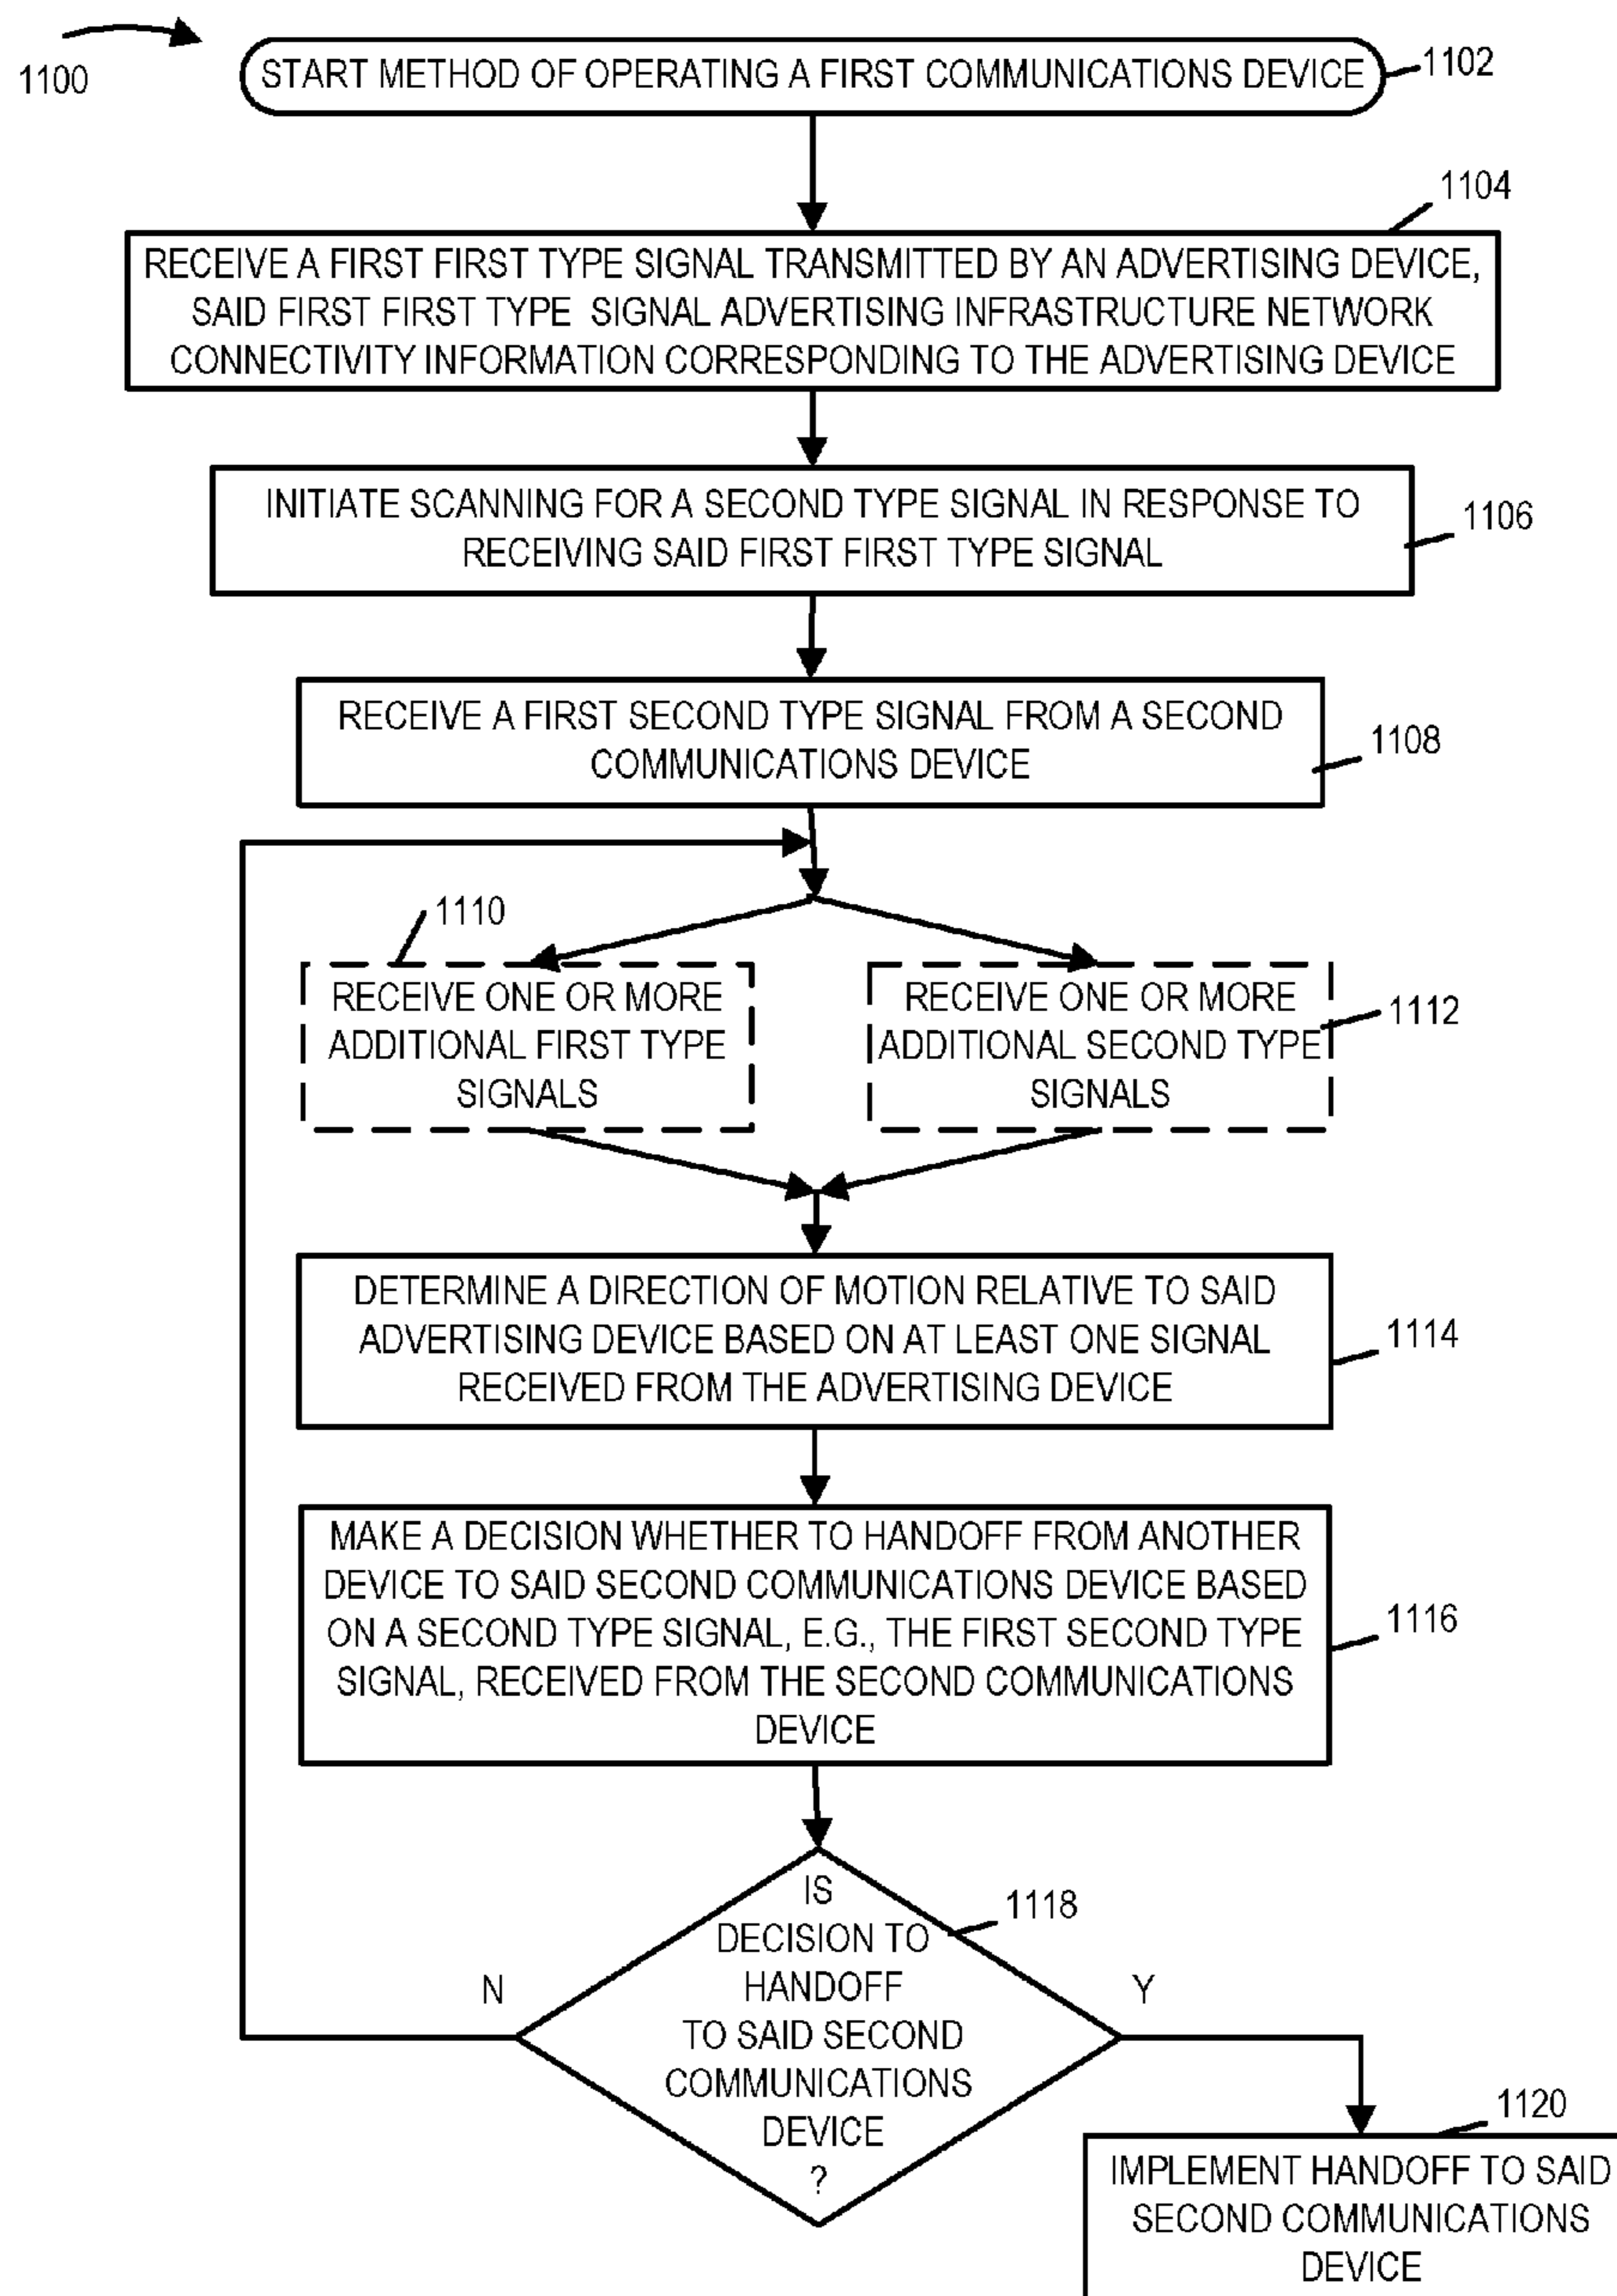 1100
START METHOD OF OPERATING A FIRST COMMUNICATIONS DEVICE
1102
1104
RECEIVE A FIRST FIRST TYPE SIGNAL TRANSMITTED BY AN ADVERTISING DEVICE,
SAID FIRST FIRST TYPE SIGNAL ADVERTISING INFRASTRUCTURE NETWORK
CONNECTIVITY INFORMATION CORRESPONDING TO THE ADVERTISING DEVICE
INITIATE SCANNING FOR A SECOND TYPE SIGNAL IN RESPONSE TO
RECEIVING SAID FIRST FIRST TYPE SIGNAL
1106
RECEIVE A FIRST SECOND TYPE SIGNAL FROM A SECOND
COMMUNICATIONS DEVICE
1108
1110
RECEIVE ONE OR MORE
ADDITIONAL FIRST TYPE
SIGNALS
RECEIVE ONE OR MORE
ADDITIONAL SECOND TYPE
SIGNALS
1112
DETERMINE A DIRECTION OF MOTION RELATIVE TO SAID
ADVERTISING DEVICE BASED ON AT LEAST ONE SIGNAL
RECEIVED FROM THE ADVERTISING DEVICE
1114
MAKE A DECISION WHETHER TO HANDOFF FROM ANOTHER
DEVICE TO SAID SECOND COMMUNICATIONS DEVICE BASED
ON A SECOND TYPE SIGNAL, E.G., THE FIRST SECOND TYPE
SIGNAL, RECEIVED FROM THE SECOND COMMUNICATIONS
DEVICE
1116
IS
DECISION TO
HANDOFF
TO SAID SECOND
COMMUNICATIONS
DEVICE
?
1118
N
Y
1120
IMPLEMENT HANDOFF TO SAID
SECOND COMMUNICATIONS
DEVICE